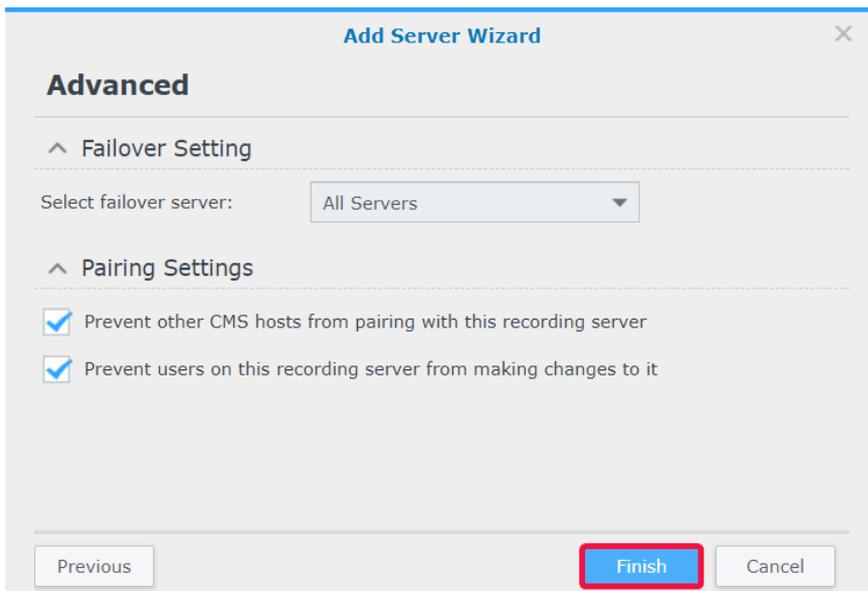 Add Server Wizard
Advanced
Failover Setting
Select failover server:
All Servers
Pairing Settings
Prevent other CMS hosts from pairing with this recording server
Prevent users on this recording server from making changes to it
Previous
Finish
Cancel